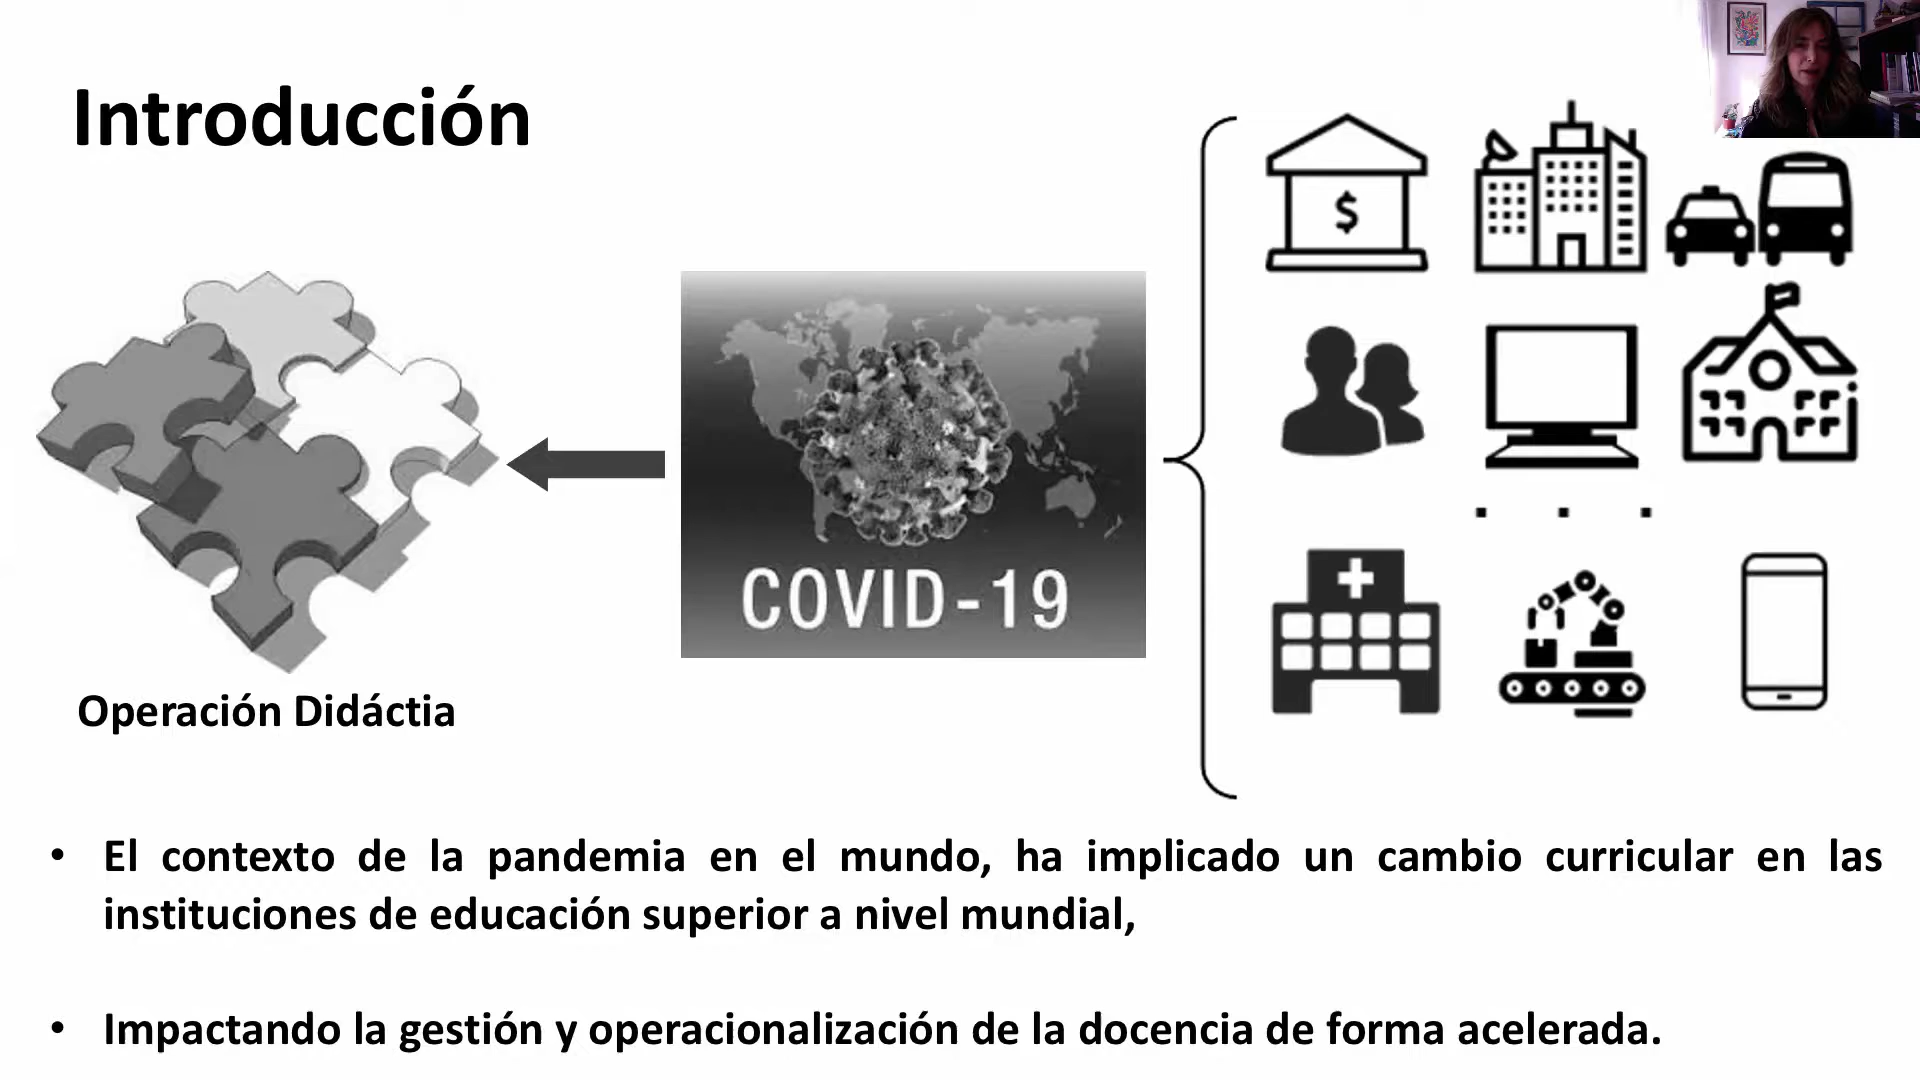 Introducción
$
COVID-19
Operación Didáctia
• El contexto de la pandemia en el mundo, ha implicado un cambio curricular en las
instituciones de educación superior a nivel mundial,
• Impactando la gestión y operacionalización de la docencia de forma acelerada.